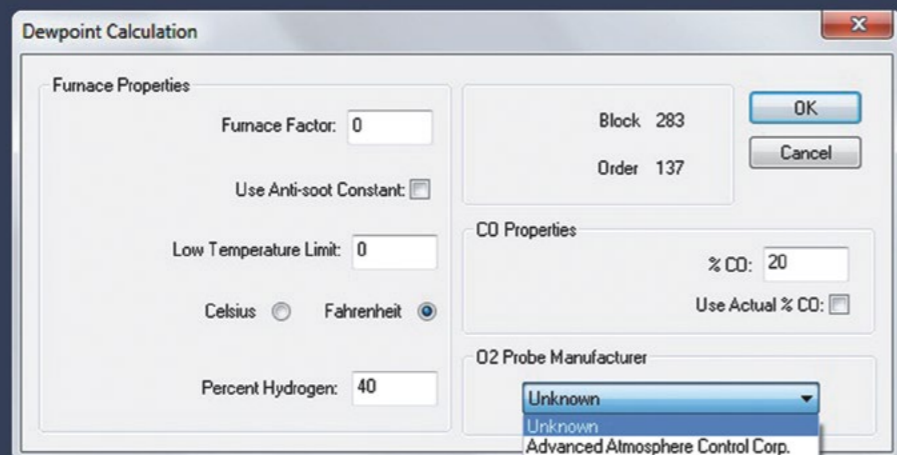 Dewpoint Calculation
Furnace Properties
Furnace Factor: 0
Use Anti-soot Constant:
Low Temperature Limit: 0
Celsius Fahrenheit
Percent Hydrogen: 40
Block 283
Order 137
OK
Cancel
CO Properties
% CO: 20
Use Actual % CO:
O2 Probe Manufacturer
Unknown
Unknown
Advanced Atmosphere Control Corp.